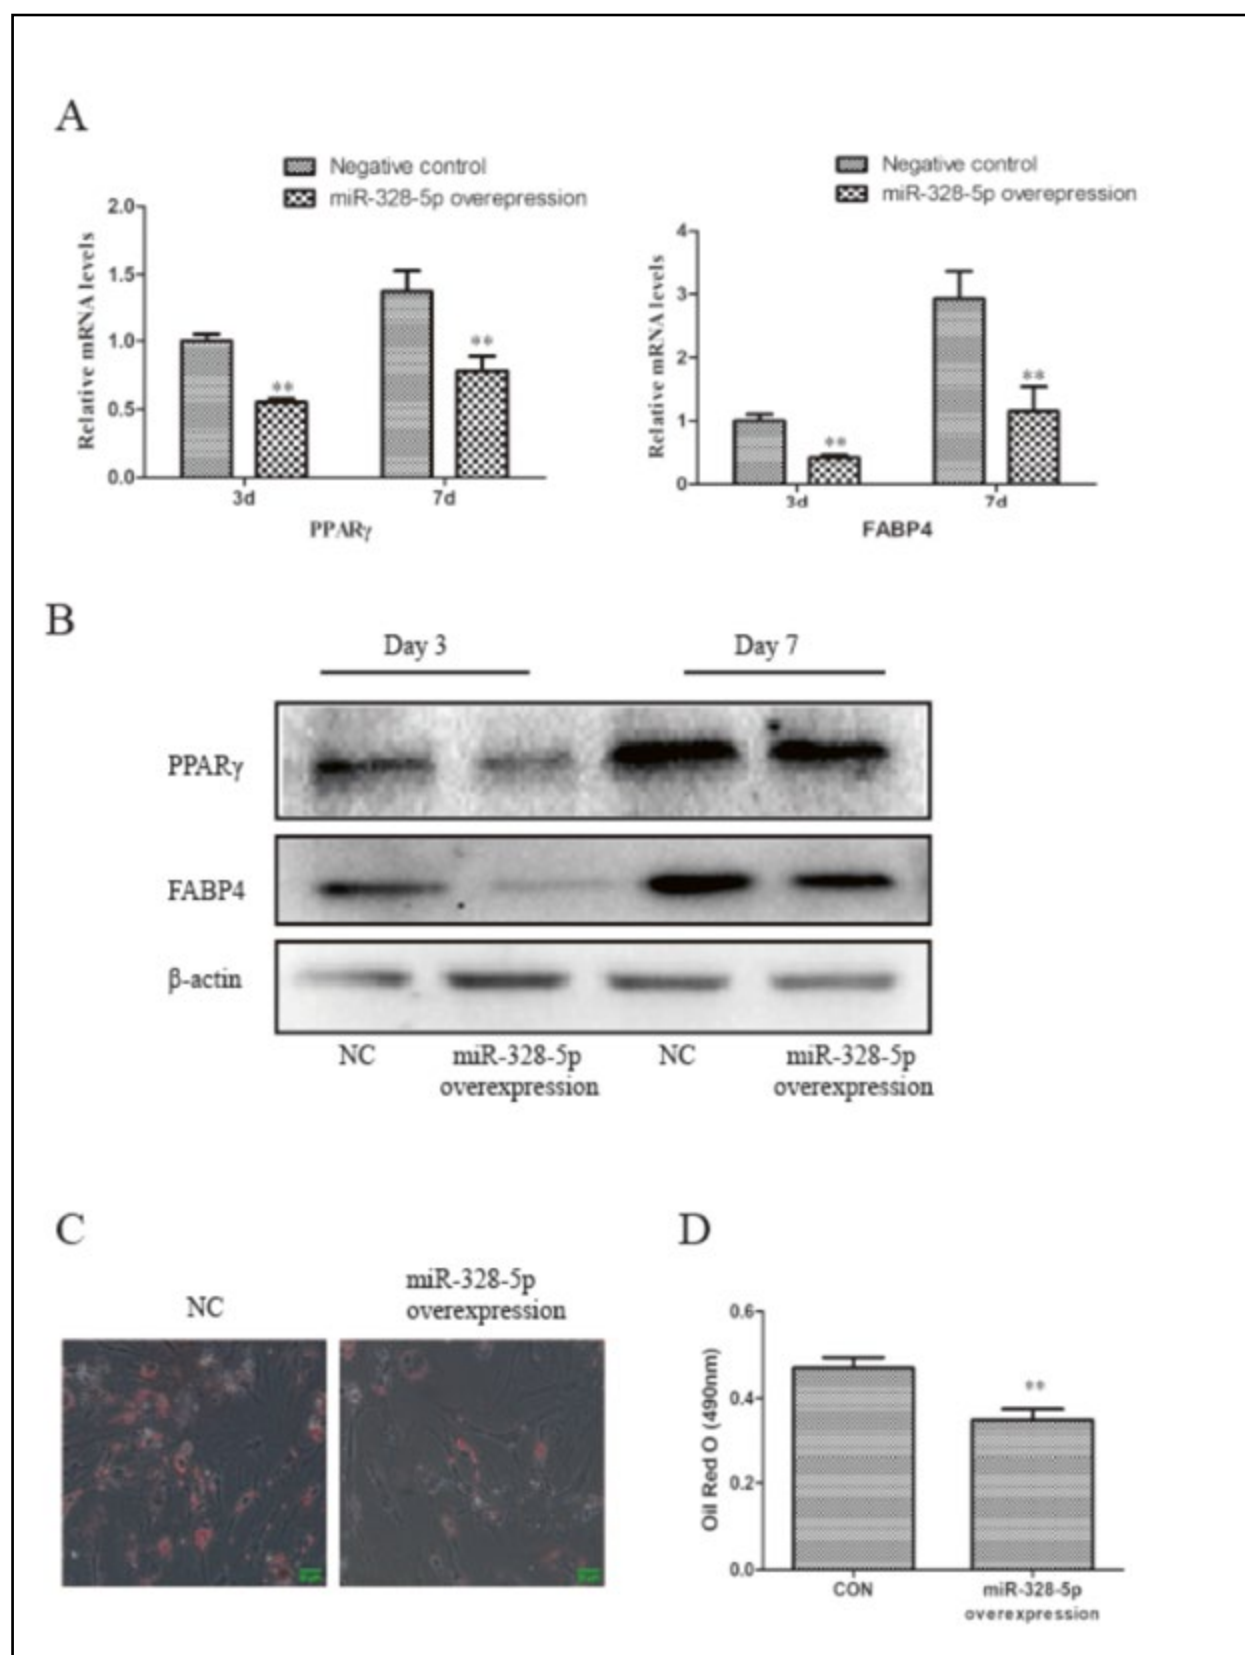 A
Negative control
miR-328-5p overepression
2.0
1.5
1.0
0.5
0.0
Relative mRNA levels
**
**
3d
7d
PPARγ
Negative control
miR-328-5p overepression
4
3
2
1
0
Relative mRNA levels
**
**
3d
7d
FABP4
B
Day 3
Day 7
PPARγ
FABP4
β-actin
NC
miR-328-5p
overexpression
NC
miR-328-5p
overexpression
C
NC
miR-328-5p
overexpression
D
0.6
0.4
0.2
0.0
Oil Red O (490nm)
**
CON
miR-328-5p
overexpression